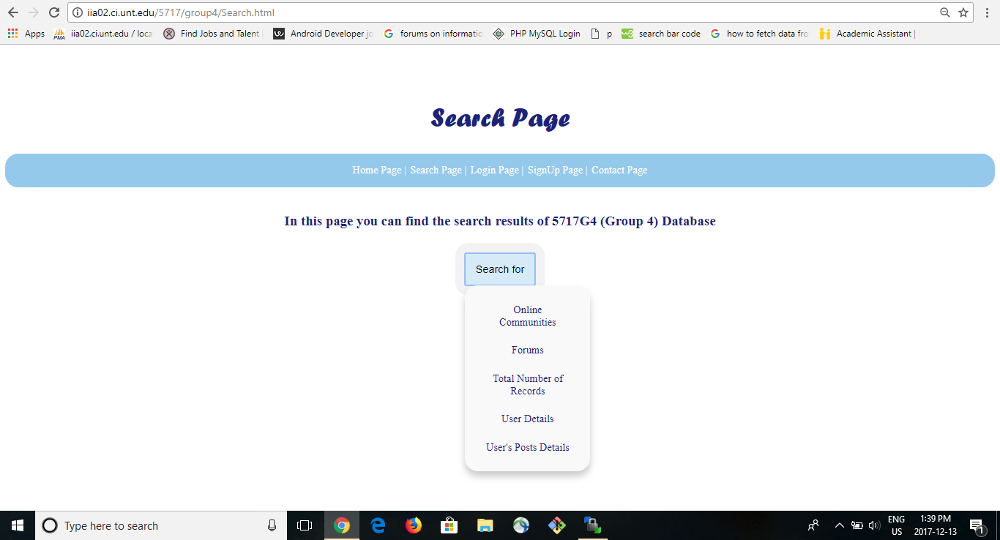 iia02.ci.unt.edu/5717/group4/Search.html
Apps iia02.ci.unt.edu / loca Find Jobs and Talent Android Developer jo forums on informatio PHP MySQL Login p search bar code how to fetch data fro Academic Assistant |
PMA
Search Page
Home Page | Search Page | Login Page | SignUp Page | Contact Page
In this page you can find the search results of 5717G4 (Group 4) Database
Search for
Online
Communities
Forums
Total Number of
Records
User Details
User's Posts Details
Type here to search
ENG
US
1:39 PM
2017-12-13
1